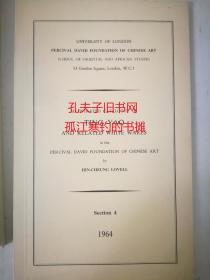 UNIVERSITY OF LONDON
PERCIVAL DAVID FOUNDATION OF CHINESE ART
SCHOOL OF ORIENTAL AND AFRICAN STUDIES
53 Gordon Square, London, W.C.1
孔夫子旧书网
TING YAO
孤江寒钓的书摊
AND RELATED WHITE WARES
in the
PERCIVAL DAVID FOUNDATION OF CHINESE ART
by
HIN-CHEUNG LOVELL
Section 4
1964